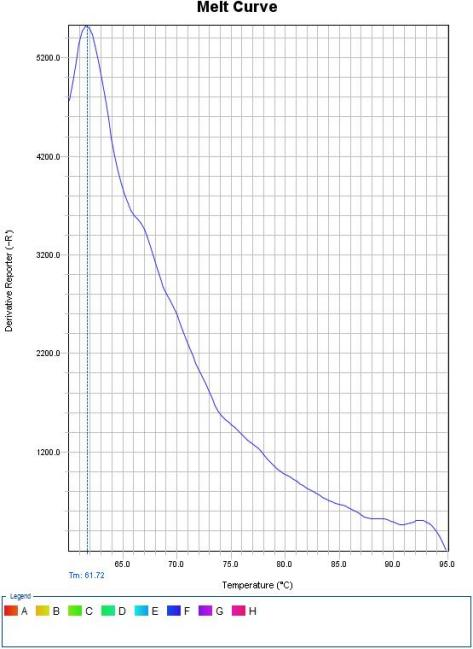 Melt Curve
5200.0
4200.0
3200.0
2200.0
1200.0
Derivative Reporter (-R')
65.0 70.0 75.0 80.0 85.0 90.0 95.0
Tm: 61.72
Temperature (°C)
Legend
A B C D E F G H